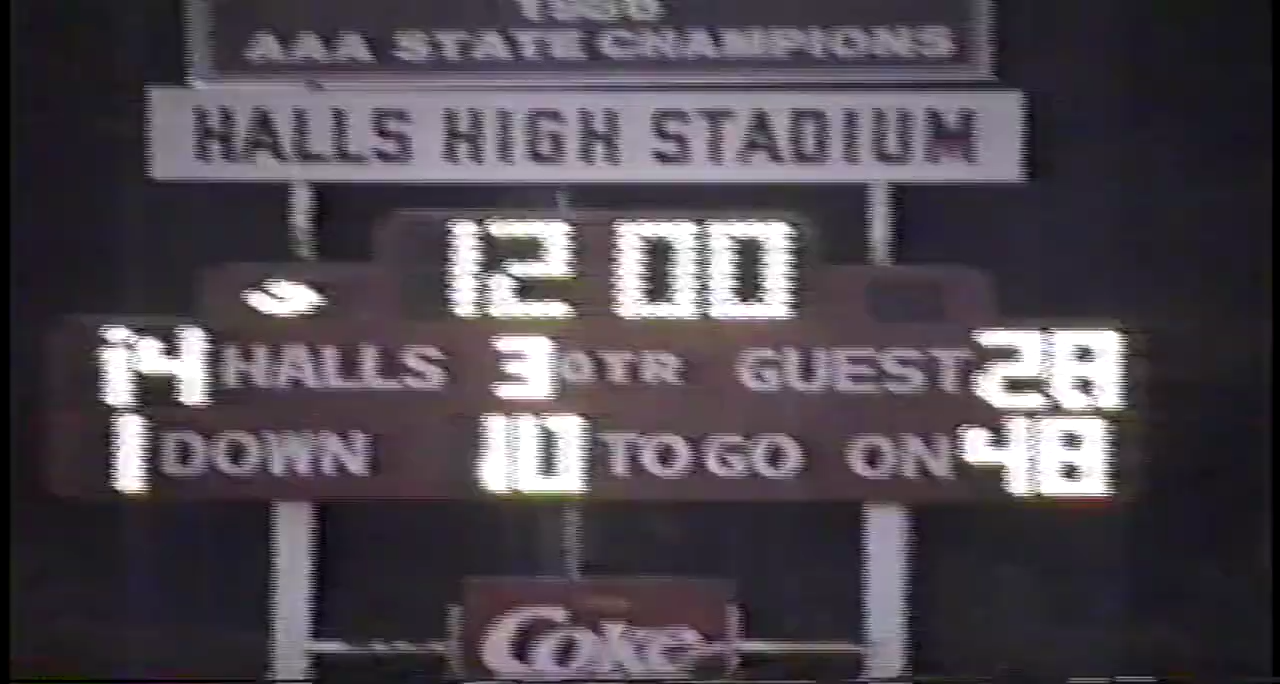 1986
AAA STATE CHAMPIONS
HALLS HIGH STADIUM
12 00
14 HALLS 3 QTR GUEST 28
1 DOWN 10 TO GO ON 48
Coke